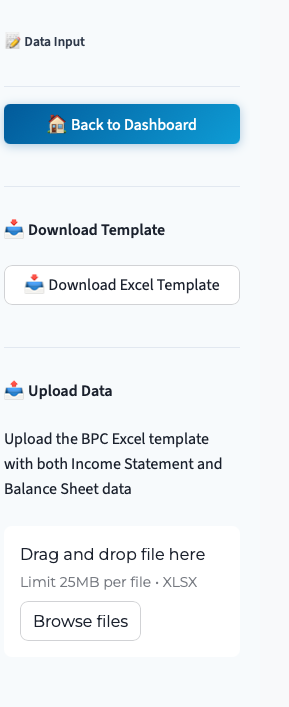 Data Input
Back to Dashboard
Download Template
Download Excel Template
Upload Data
Upload the BPC Excel template
with both Income Statement and
Balance Sheet data
Drag and drop file here
Limit 25MB per file • XLSX
Browse files